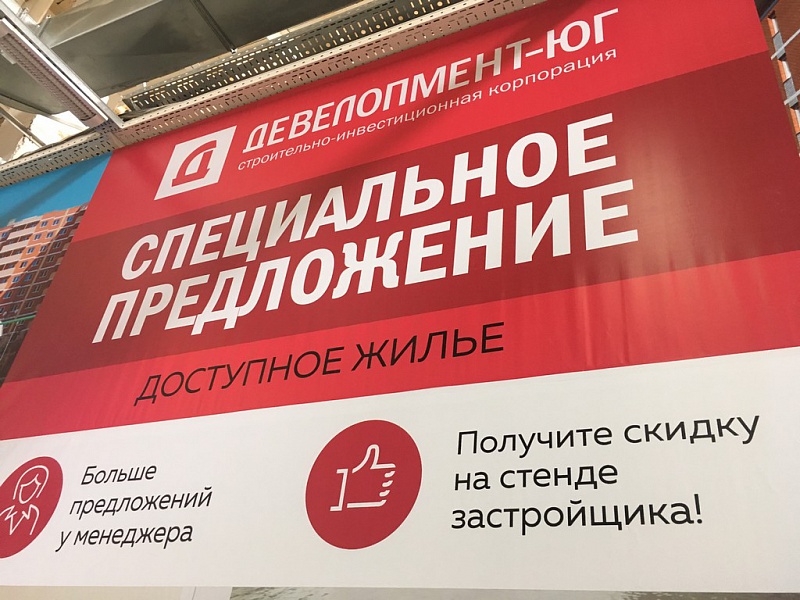 Д
ДЕВЕЛОПМЕНТ-ЮГ
строительно-инвестиционная корпорация
СПЕЦИАЛЬНОЕ
ПРЕДЛОЖЕНИЕ
ДОСТУПНОЕ ЖИЛЬЕ
Больше
предложений
у менеджера
Получите скидку
на стенде
застройщика!